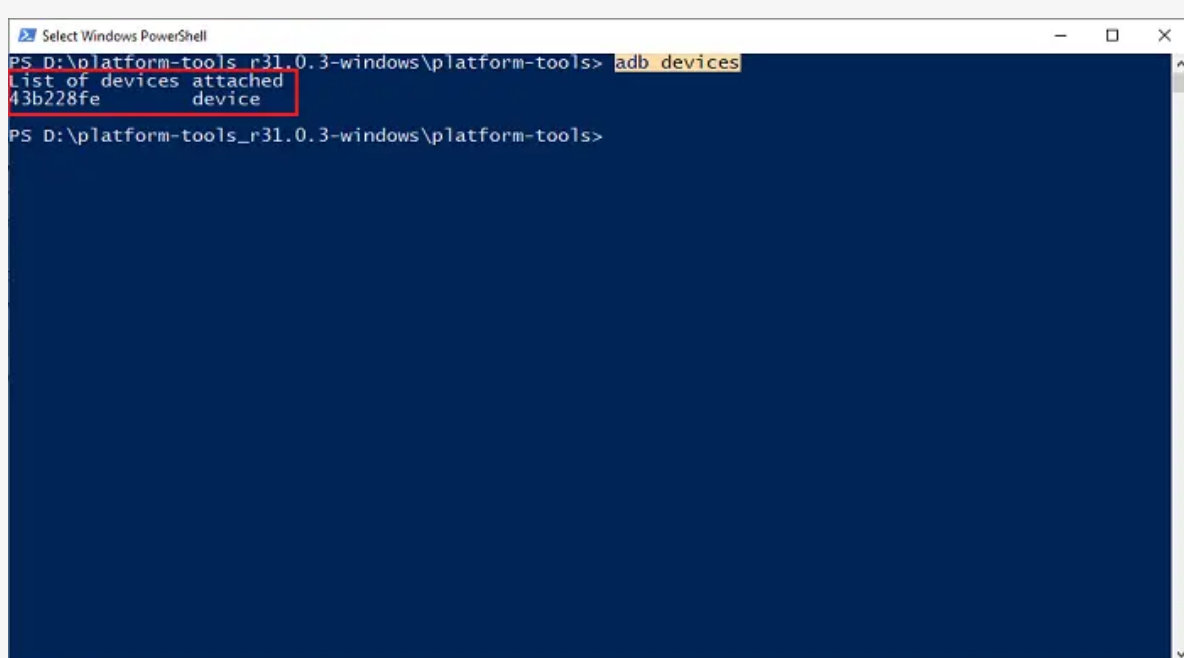 Select Windows PowerShell
PS D:\platform-tools_r31.0.3-windows\platform-tools> adb devices
List of devices attached
43b228fe        device
PS D:\platform-tools_r31.0.3-windows\platform-tools>